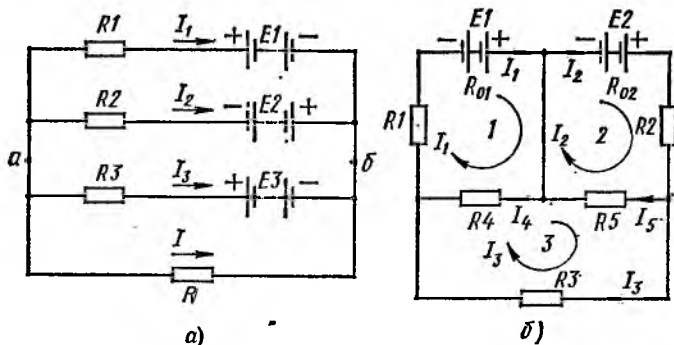 R1 I₁ + E1 −
R2 I₂ − E2 +
a б
R3 I₃ + E3 −
I
R
а)
E1 E2
− + − +
I₁ I₂
R₀₁ R₀₂
R1 1 2 R2
I₁ I₂
R4 I₄ R5 I₅
I₃ 3
R3 I₃
б)